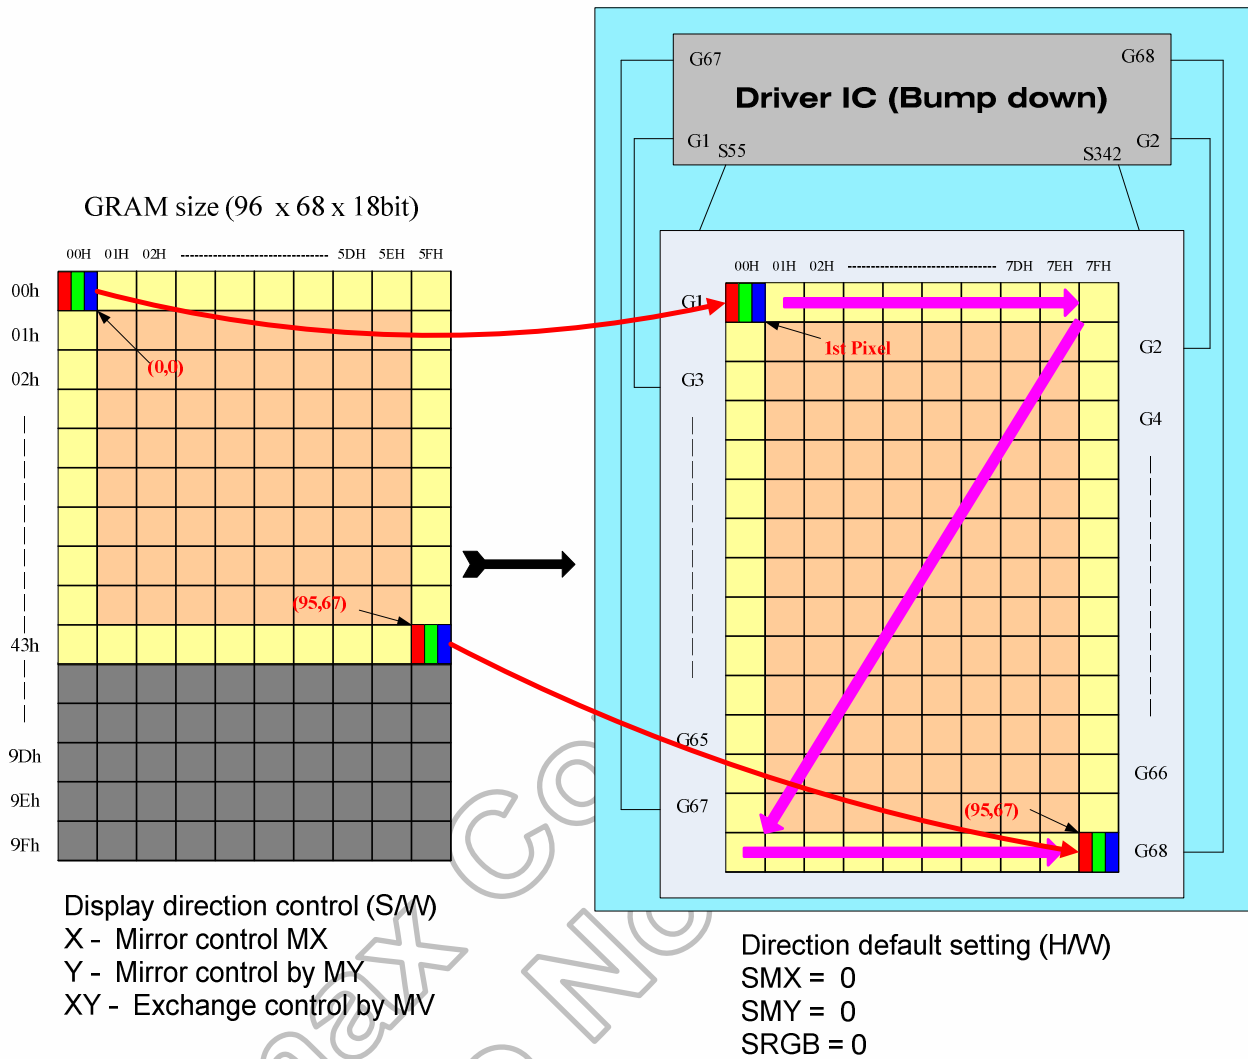 G67
G68
Driver IC (Bump down)
G1
G2
S55
S342
GRAM size (96 x 68 x 18bit)
00H 01H 02H 5DH 5EH 5FH
00h
01h
02h
43h
9Dh
9Eh
9Fh
(0,0)
(95,67)
00H 01H 02H 7DH 7EH 7FH
G1
G3
G65
G67
G2
G4
G66
G68
1st Pixel
(95,67)
Display direction control (S/W)
X - Mirror control MX
Y - Mirror control by MY
XY - Exchange control by MV
Direction default setting (H/W)
SMX = 0
SMY = 0
SRGB = 0